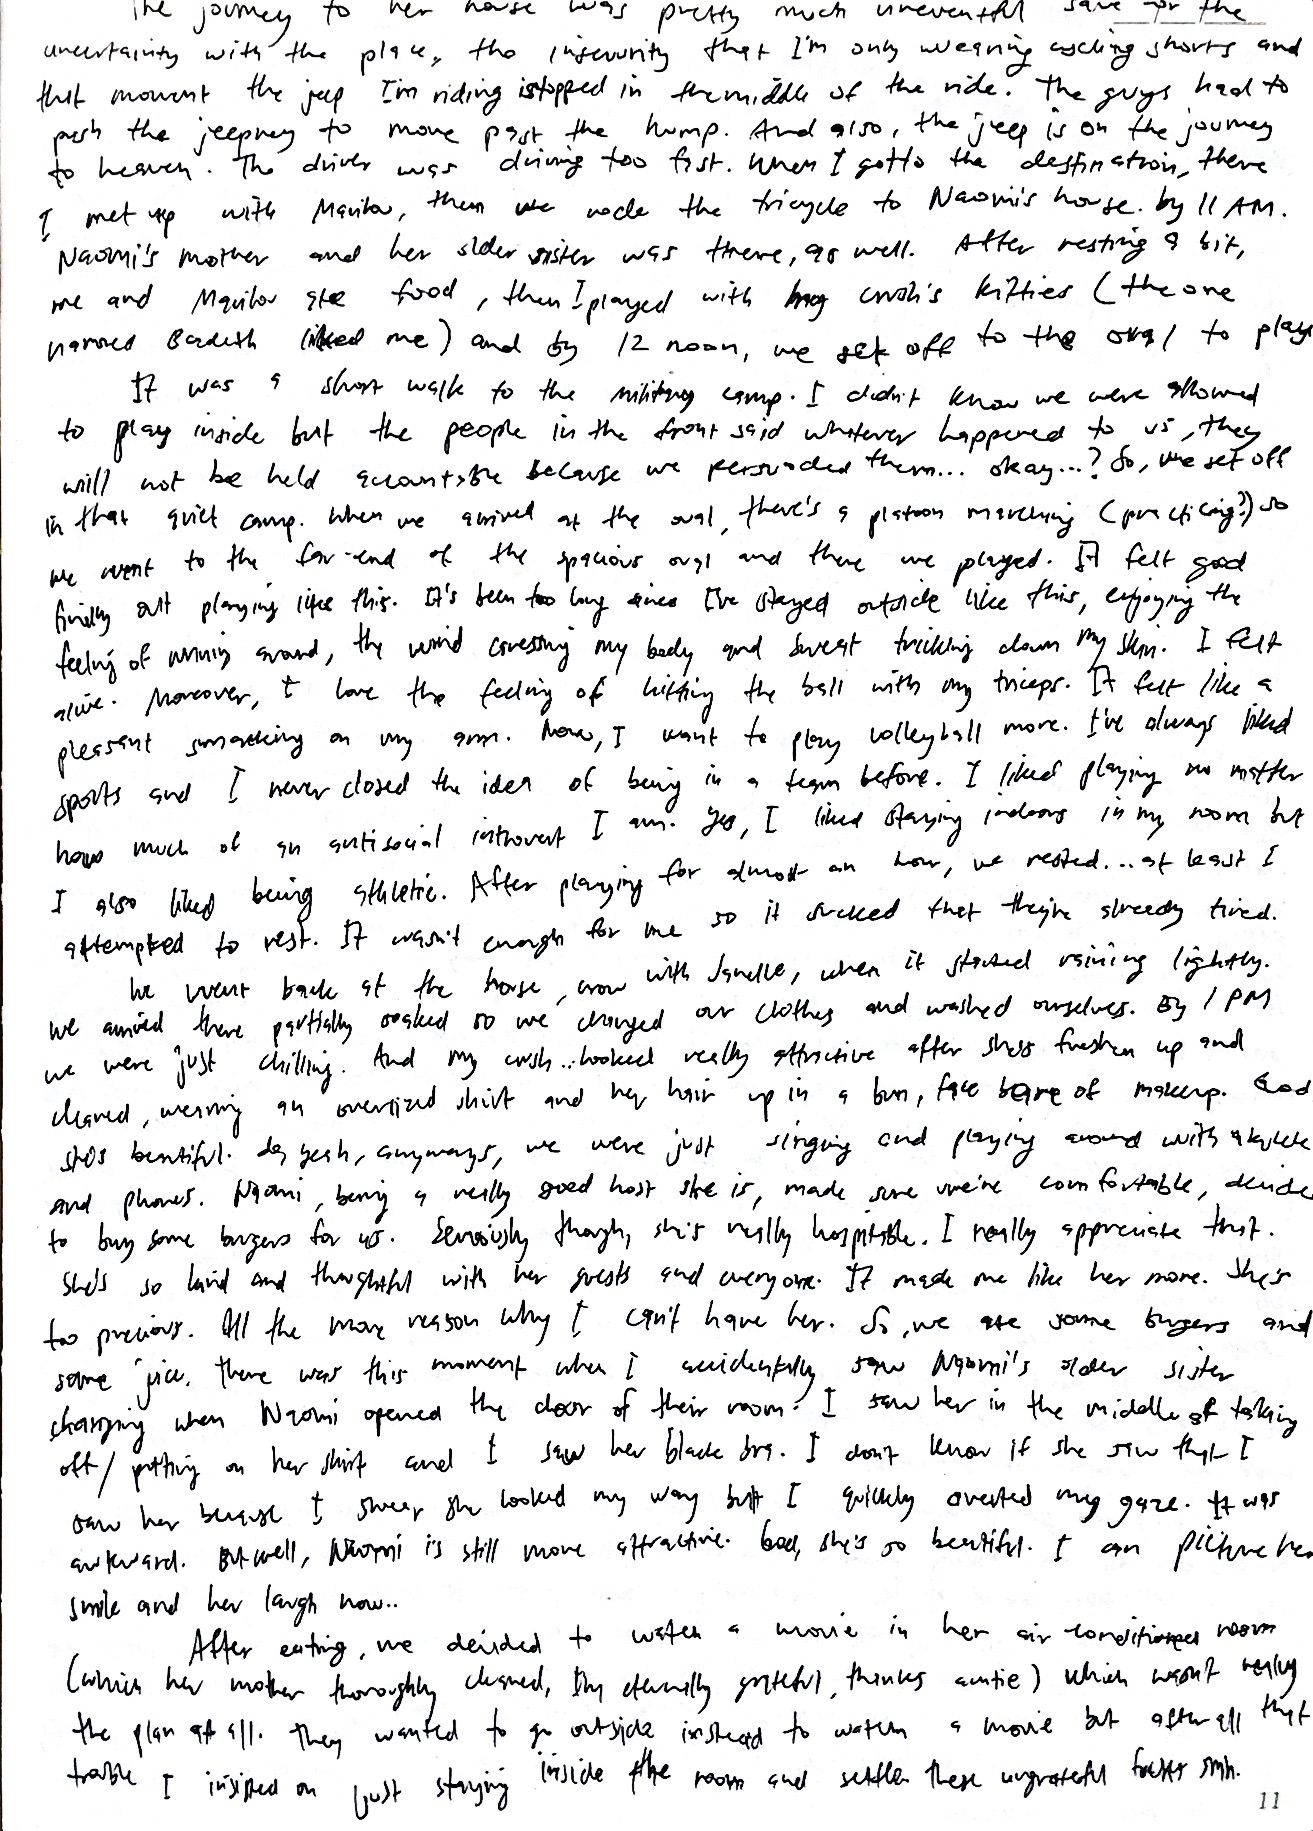 The journey to her house was pretty much uneventful save for the
uncertainity with the place, the insecurity that I'm only wearing cycling shorts and
that moment the jeep I'm riding is stopped in the middle of the ride. The guys had to
push the jeepney to move past the hump. And also, the jeep is on the journey
to heaven. The driver was driving too fast. When I got to the destination, there
I met up with Marilou, then we rode the tricycle to Naomi's house. by 11 AM.
Naomi's mother and her older sister was there, as well. After resting a bit,
me and Marilou ate food, then I played with my crush's kitties (the one
named liked me) and by 12 noon, we set off to the oval to play
It was a short walk to the military camp. I didn't know we were allowed
to play inside but the people in the front said whatever happened to us, they
will not be held accountable because we persuaded them... okay...? So, we set off
in that quiet camp. When we arrived at the oval, there's a platoon marching (practicing?) so
we went to the far-end of the spacious oval and there we played. It felt good
finally out playing like this. It's been too long since I've stayed outside like this, enjoying the
feeling of running around, the wind caressing my body and sweat trickling down my skin. I felt
alive. Moreover, I love the feeling of hitting the ball with my triceps. It felt like a
pleasant smacking on my arm. Now, I want to play volleyball more. I've always liked
sports and I never closed the idea of being in a team before. I liked playing no matter
how much of an antisocial introvert I am. Yes, I liked staying indoors in my room but
I also liked being athletic. After playing for almost an hour, we rested... at least I
attempted to rest. It wasn't enough for me so it sucked that they're already tired.
We went back at the house, now with Janelle, when it started raining lightly.
We arrived there partially soaked so we changed our clothes and washed ourselves. By 1 PM
we were just chilling. And my crush.. looked really attractive after she's freshen up and
cleaned, wearing an oversized shirt and her hair up in a bun, face bare of makeup. God
she's beautiful. yeah, anyways, we were just singing and playing around with ukulele
and phones. Naomi, being a really good host she is, made sure we're comfortable, decide
to buy some burgers for us. Seriously though, she's really hospitable. I really appreciate that.
She's so kind and thoughtful with her guests and everyone. It made me like her more. She's
too precious. All the more reason why I can't have her. So, we ate some burgers and
some juice. There was this moment when I accidentally saw Naomi's older sister
changing when Naomi opened the door of their room. I saw her in the middle of taking
off/ putting on her shirt and I saw her black bra. I don't know if she saw that I
saw her because I swear she looked my way but I quickly averted my gaze. It was
awkward. But well, Naomi is still more attractive. God, she's so beautiful. I can picture her
smile and her laugh now..
After eating, we decided to watch a movie in her air conditioned room
(which her mother thoroughly cleaned, I'm eternally grateful, thanks auntie) which wasn't really
the plan at all. They wanted to go outside instead to watch a movie but after all that
trouble I insisted on just staying inside the room and settle these ungrateful smh.
11